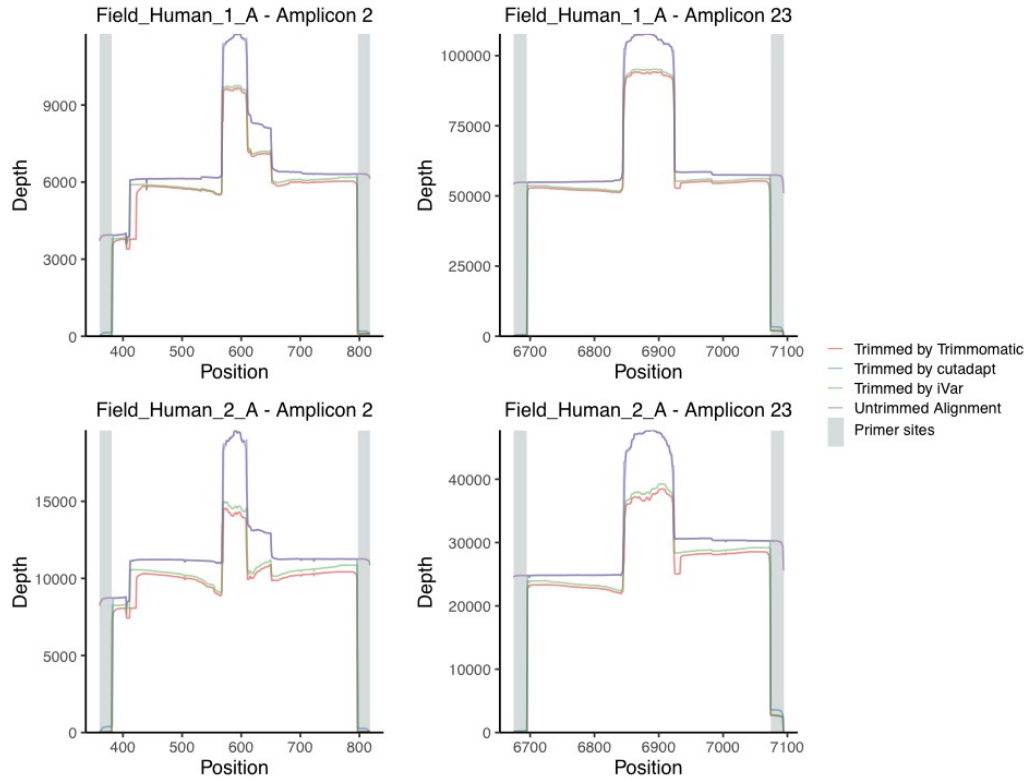 Field_Human_1_A - Amplicon 2
Depth
9000
6000
3000
0
400
500
600
700
800
Position
Field_Human_1_A - Amplicon 23
Depth
100000
75000
50000
25000
0
6700
6800
6900
7000
7100
Position
Trimmed by Trimmomatic
Trimmed by cutadapt
Trimmed by iVar
Untrimmed Alignment
Primer sites
Field_Human_2_A - Amplicon 2
Depth
15000
10000
5000
0
400
500
600
700
800
Position
Field_Human_2_A - Amplicon 23
Depth
40000
30000
20000
10000
0
6700
6800
6900
7000
7100
Position